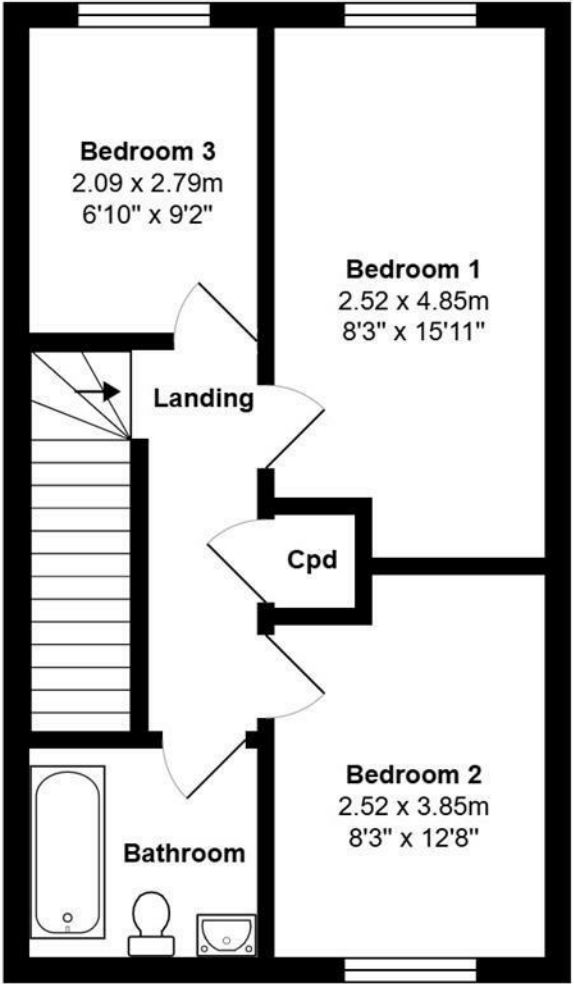 Bedroom 3
2.09 x 2.79m
6'10" x 9'2"
Bedroom 1
2.52 x 4.85m
8'3" x 15'11"
Landing
Cpd
Bedroom 2
2.52 x 3.85m
8'3" x 12'8"
Bathroom